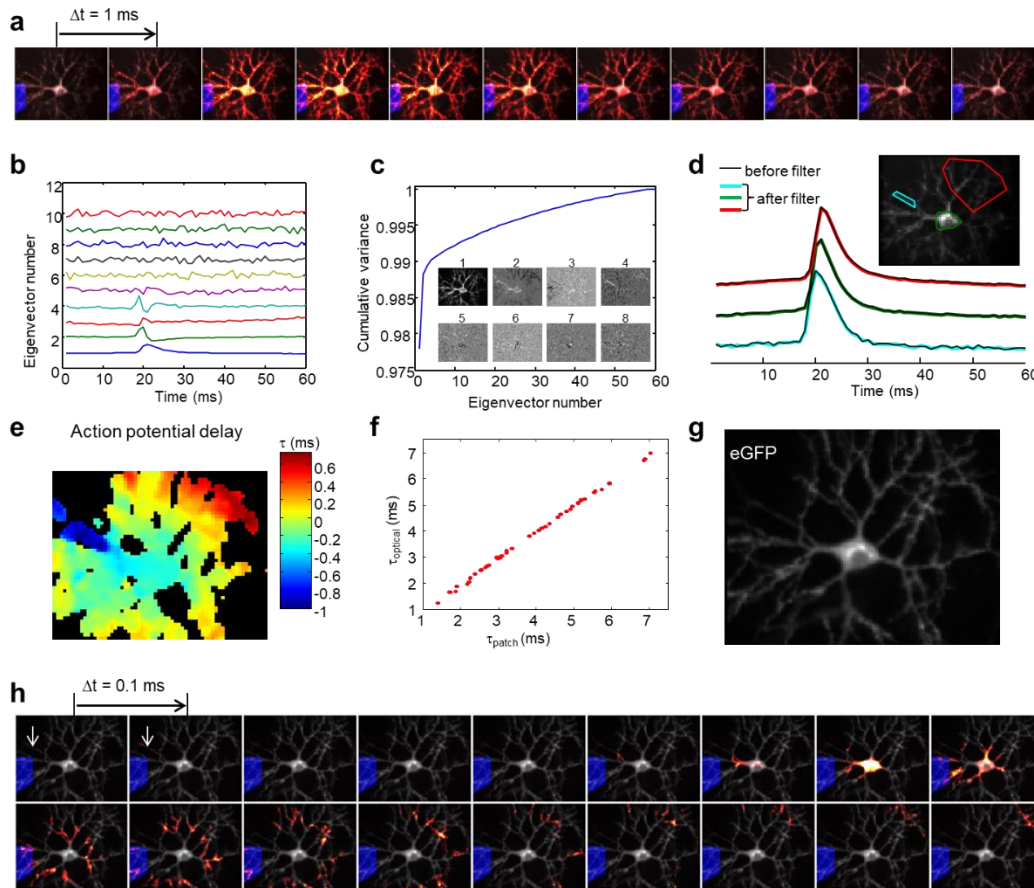 a
Δt = 1 ms
b
Eigenvector number
12
10
8
6
4
2
0
0 10 20 30 40 50 60
Time (ms)
c
Cumulative variance
1
0.995
0.99
0.985
0.98
0.975
1 2 3 4
5 6 7 8
0 10 20 30 40 50 60
Eigenvector number
d
before filter
after filter
10 20 30 40 50 60
Time (ms)
e
Action potential delay
τ (ms)
0.6
0.4
0.2
0
-0.2
-0.4
-0.6
-0.8
-1
f
τoptical (ms)
7
6
5
4
3
2
1
1 2 3 4 5 6 7
τpatch (ms)
g
eGFP
h
Δt = 0.1 ms